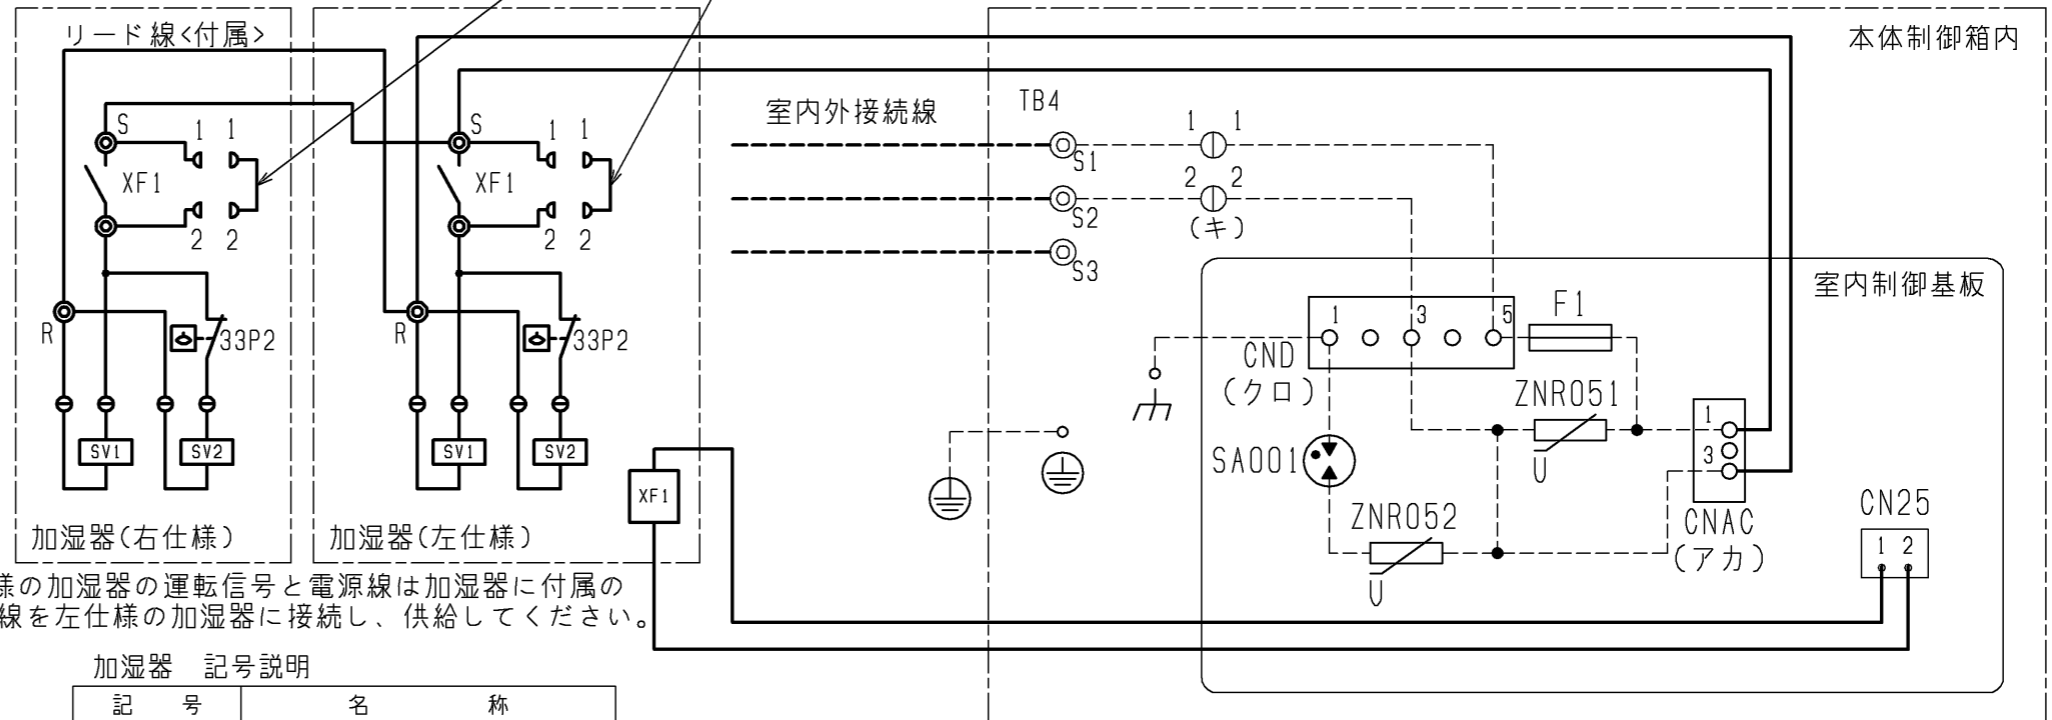 リード線<付属>
本体制御箱内
室内外接続線
TB4
S
1
1
XF1
2
2
S
1
1
XF1
2
2
S1
1
1
S2
2
2
(キ)
S3
室内制御基板
R
33P2
R
33P2
1
3
5
F1
CND
(クロ)
ZNR051
U
SA001
1
3
CNAC
(アカ)
ZNR052
U
CN25
1
2
SV1
SV2
SV1
SV2
XF1
加湿器(右仕様)
加湿器(左仕様)
様の加湿器の運転信号と電源線は加湿器に付属の
線を左仕様の加湿器に接続し、供給してください。
加湿器 記号説明
記号
名称